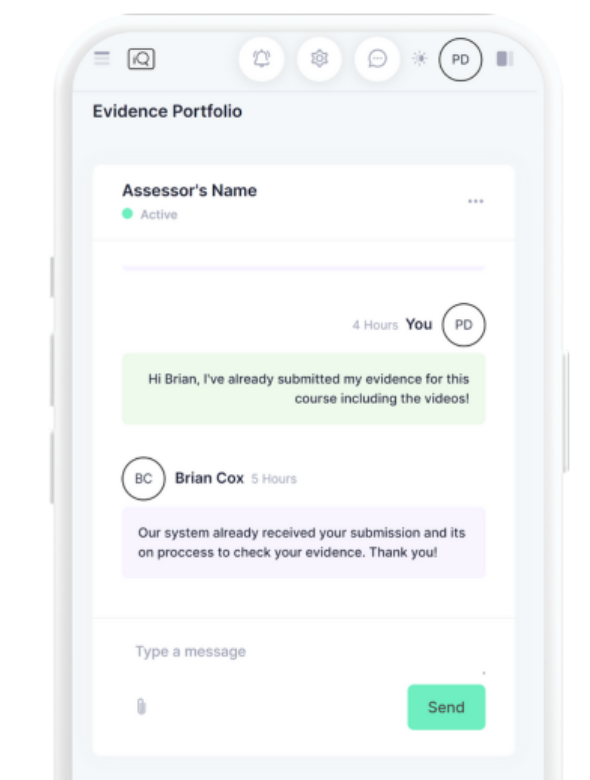 iQ
PD
Evidence Portfolio
Assessor's Name
Active
4 Hours You PD
Hi Brian, I've already submitted my evidence for this
course including the videos!
BC Brian Cox 5 Hours
Our system already received your submission and its
on proccess to check your evidence. Thank you!
Type a message
Send